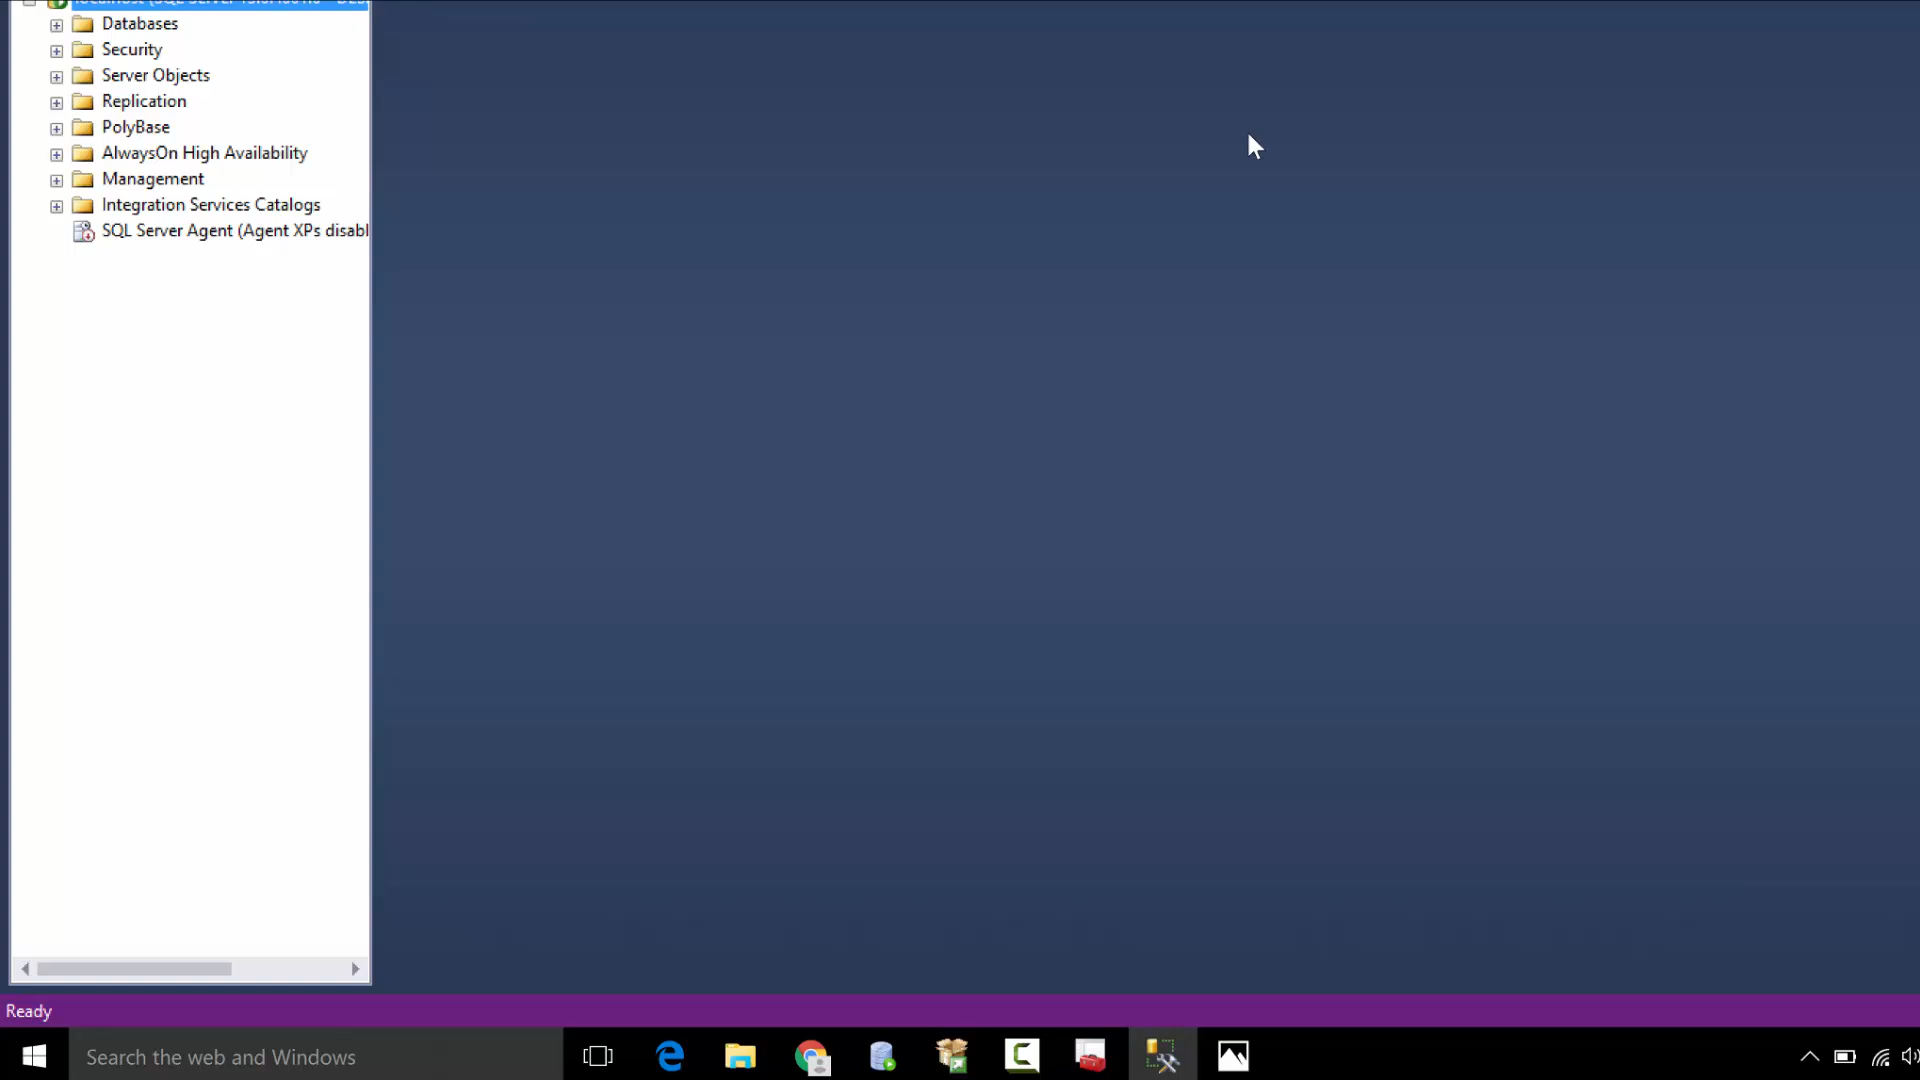 Databases
Security
Server Objects
Replication
PolyBase
AlwaysOn High Availability
Management
Integration Services Catalogs
SQL Server Agent (Agent XPs disabl
Ready
Search the web and Windows